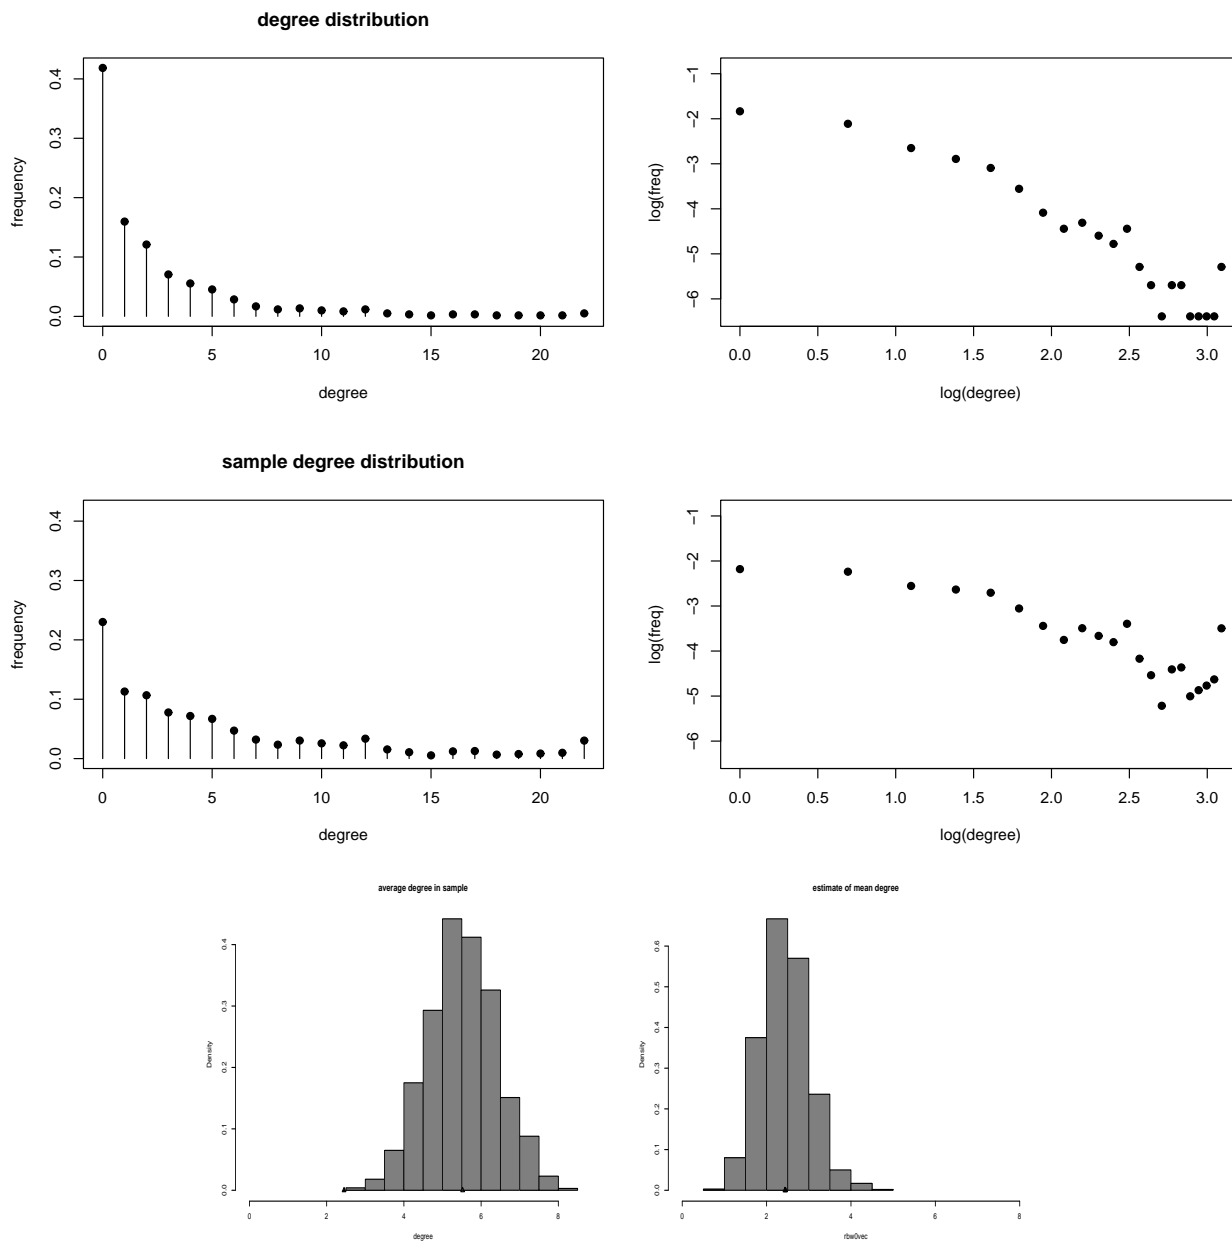 degree distribution
frequency
0.0 0.1 0.2 0.3 0.4
0 5 10 15 20
degree
log(freq)
−6 −5 −4 −3 −2 −1
0.0 0.5 1.0 1.5 2.0 2.5 3.0
log(degree)
sample degree distribution
frequency
0.0 0.1 0.2 0.3 0.4
0 5 10 15 20
degree
log(freq)
−6 −5 −4 −3 −2 −1
0.0 0.5 1.0 1.5 2.0 2.5 3.0
log(degree)
average degree in sample
Density
0.0 0.1 0.2 0.3 0.4
0 2 4 6 8
degree
estimate of mean degree
Density
0.0 0.1 0.2 0.3 0.4 0.5 0.6
0 2 4 6 8
rbw0vec